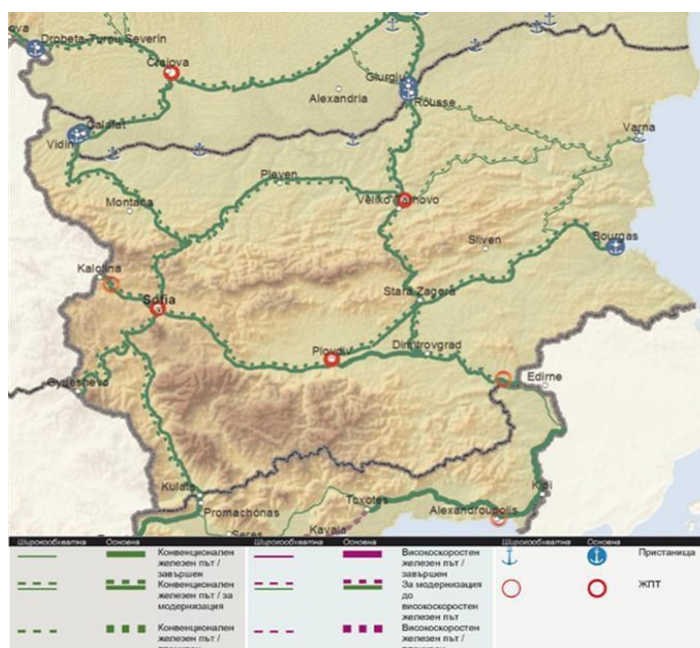 Drobeta-Turgu Severin
Craiova
Giurgiu
Alexandria
Rousse
Calafat
Varna
Vidin
Pleven
Montana
Veliko Tarnovo
Sliven
Bourgas
Kalotina
Sofia
Stara Zagora
Plovdiv
Dimitrovgrad
Edirne
Gyueshevo
Kulata
Promachonas
Toxotes
Kipi
Alexandroupolis
Kavala
Seres
Широкообхватна Основна Широкообхватна Основна Широкообхватна Основна
Конвенционален
железен път /
завършен
Конвенционален
железен път / за
модернизация
Конвенционален
железен път /
Високоскоростен
железен път /
завършен
За модернизация
до
високоскоростен
железен път
Високоскоростен
железен път /
Пристанища
ЖПТ